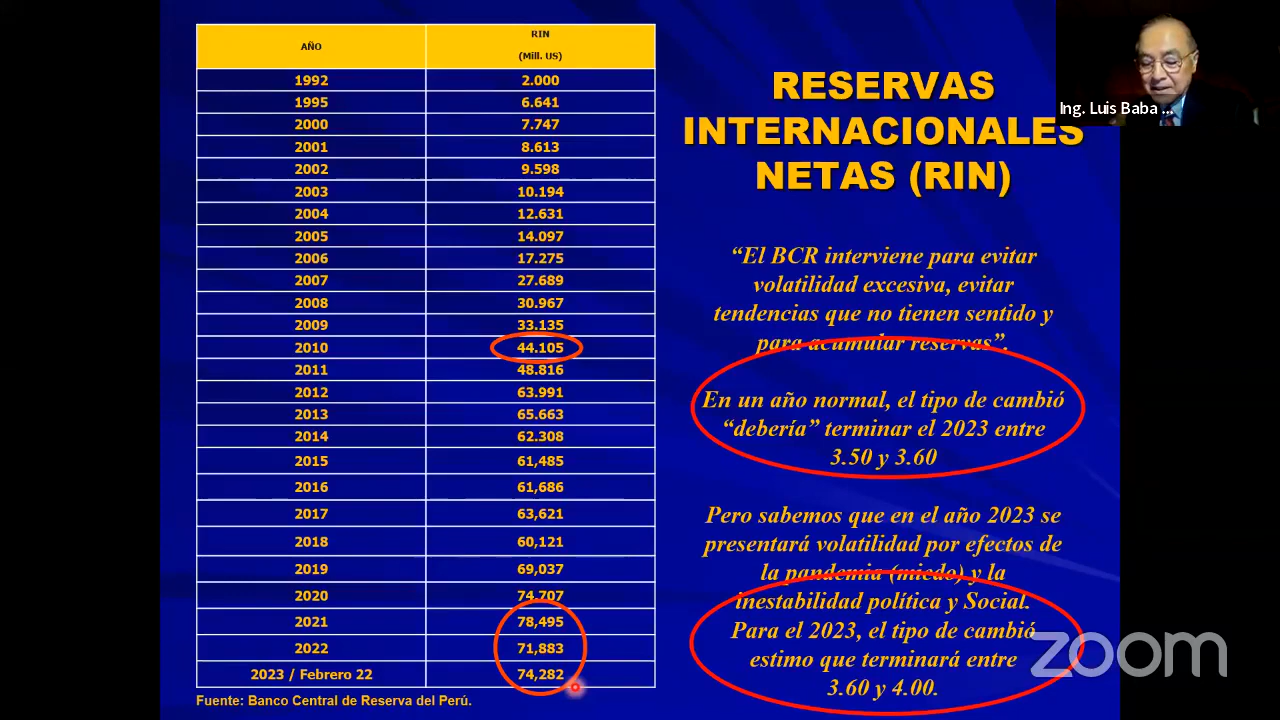 AÑO RIN
(Mill. US)
1992 2.000
1995 6.641
2000 7.747
2001 8.613
2002 9.598
2003 10.194
2004 12.631
2005 14.097
2006 17.275
2007 27.689
2008 30.967
2009 33.135
2010 44.105
2011 48.816
2012 63.991
2013 65.663
2014 62.308
2015 61,485
2016 61,686
2017 63,621
2018 60,121
2019 69,037
2020 74,707
2021 78,495
2022 71,883
2023 / Febrero 22 74,282
Fuente: Banco Central de Reserva del Perú.
RESERVAS
INTERNACIONALES
NETAS (RIN)
“El BCR interviene para evitar
volatilidad excesiva, evitar
tendencias que no tienen sentido y
para acumular reservas”.
En un año normal, el tipo de cambió
“debería” terminar el 2023 entre
3.50 y 3.60
Pero sabemos que en el año 2023 se
presentará volatilidad por efectos de
la pandemia (miedo) y la
inestabilidad política y Social.
Para el 2023, el tipo de cambió
estimo que terminará entre
3.60 y 4.00.
Ing. Luis Baba ...
zoom